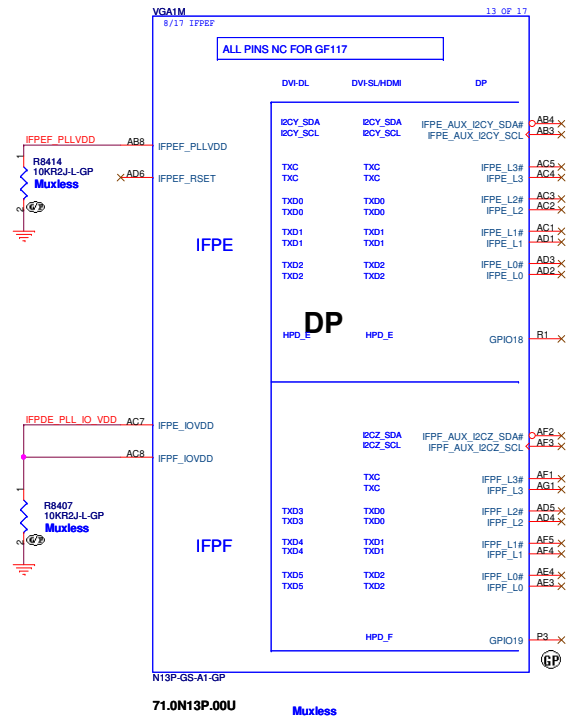 VGA1M 13 OF 17
8/17 IFPEF
ALL PINS NC FOR GF117
DVI-DL DVI-SL/HDMI DP
I2CY_SDA I2CY_SDA IFPE_AUX_I2CY_SDA# AB4
I2CY_SCL I2CY_SCL IFPE_AUX_I2CY_SCL AB3
IFPEF_PLLVDD AB8 IFPEF_PLLVDD
1
R8414
10KR2J-L-GP
Muxless
2
GP
AD6 IFPEF_RSET
TXC TXC IFPE_L3# AC5
TXC TXC IFPE_L3 AC4
TXD0 TXD0 IFPE_L2# AC3
TXD0 TXD0 IFPE_L2 AC2
TXD1 TXD1 IFPE_L1# AC1
TXD1 TXD1 IFPE_L1 AD1
IFPE
TXD2 TXD2 IFPE_L0# AD3
TXD2 TXD2 IFPE_L0 AD2
DP
HPD_E HPD_E GPIO18 R1
IFPDE_PLL_IO_VDD AC7 IFPE_IOVDD
AC8 IFPF_IOVDD
1
R8407
10KR2J-L-GP
Muxless
2
GP
I2CZ_SDA IFPF_AUX_I2CZ_SDA# AF2
I2CZ_SCL IFPF_AUX_I2CZ_SCL AF3
TXC IFPF_L3# AF1
TXC IFPF_L3 AG1
TXD3 TXD0 IFPF_L2# AD5
TXD3 TXD0 IFPF_L2 AD4
IFPF
TXD4 TXD1 IFPF_L1# AF5
TXD4 TXD1 IFPF_L1 AF4
TXD5 TXD2 IFPF_L0# AE4
TXD5 TXD2 IFPF_L0 AE3
HPD_F GPIO19 P3
GP
N13P-GS-A1-GP
71.0N13P.00U
Muxless